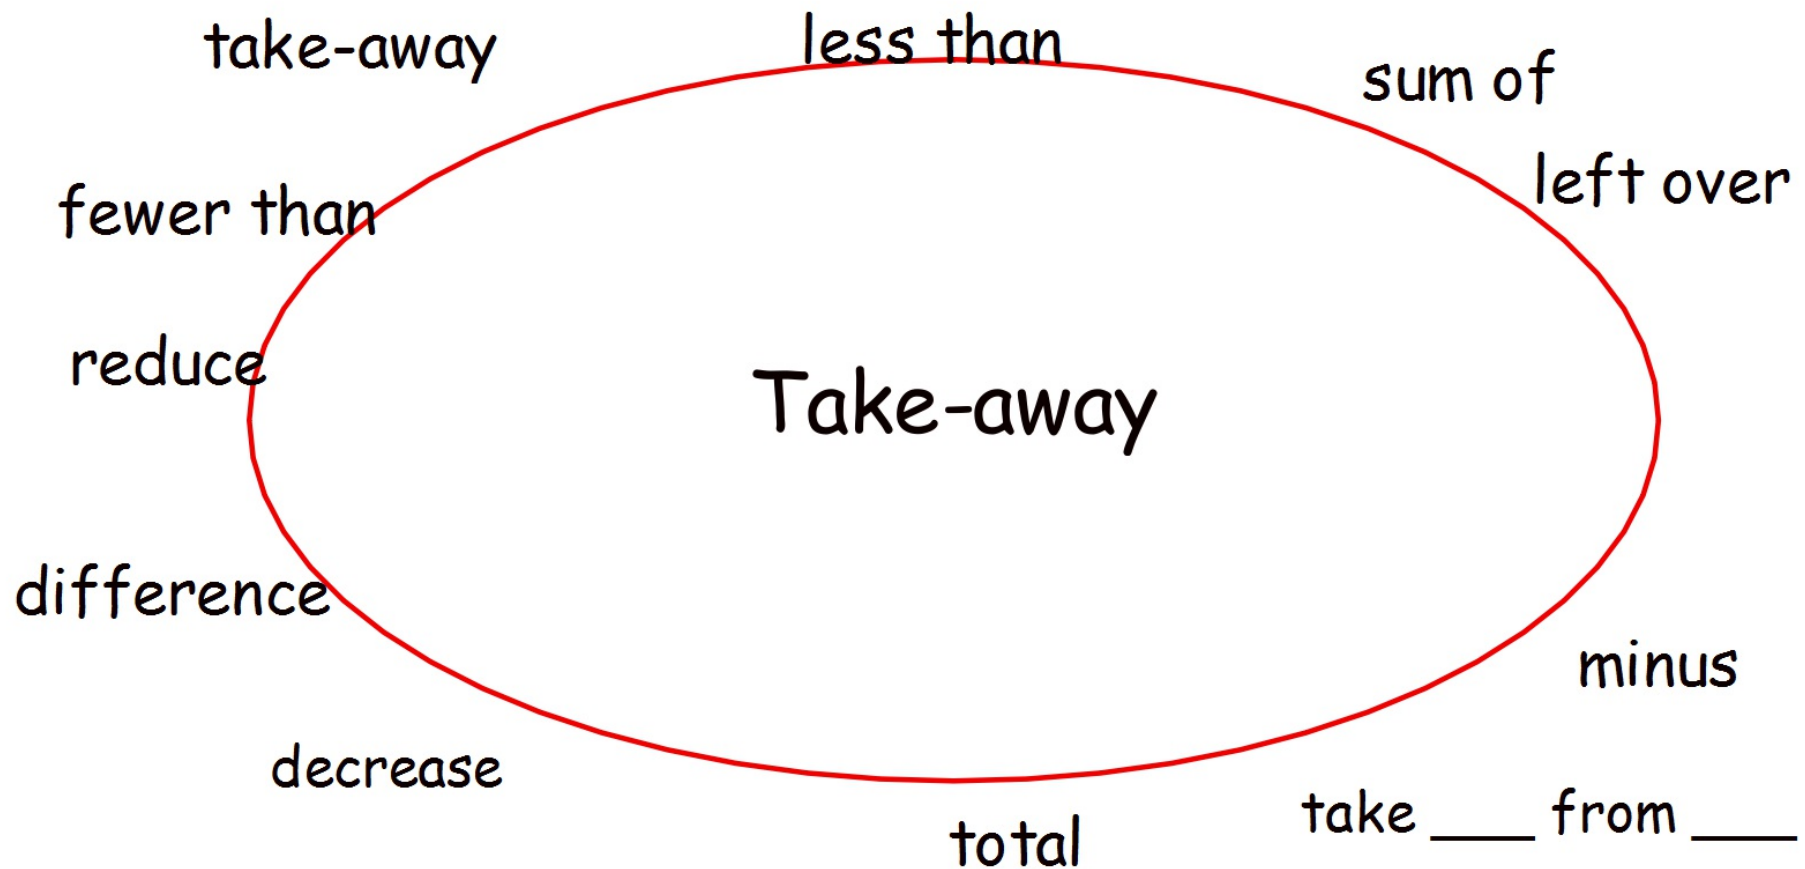 take-away
less than
sum of
left over
fewer than
reduce
Take-away
difference
minus
decrease
take ___ from ___
total